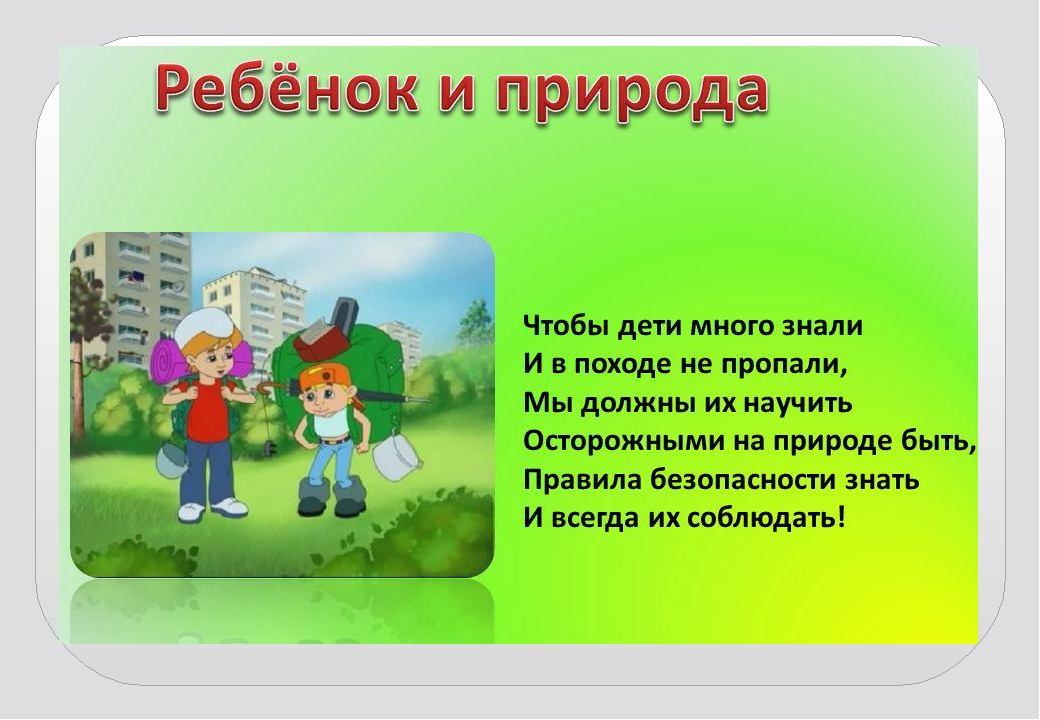 Ребёнок и природа
Чтобы дети много знали
И в походе не пропали,
Мы должны их научить
Осторожными на природе быть,
Правила безопасности знать
И всегда их соблюдать!